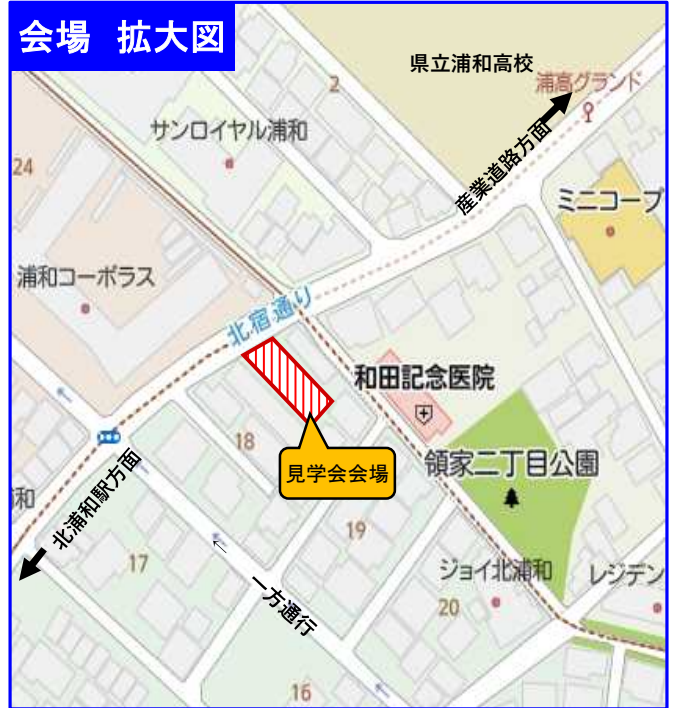 会場 拡大図
県立浦和高校
2
浦高グランド
サンロイヤル浦和
産業道路方面
24
ミニコープ
浦和コーポラス
北宿通り
和田記念医院
18
見学会会場
領家二丁目公園
和
北浦和駅方面
19
17
ジョイ北浦和
レジデン
一方通行
20
16